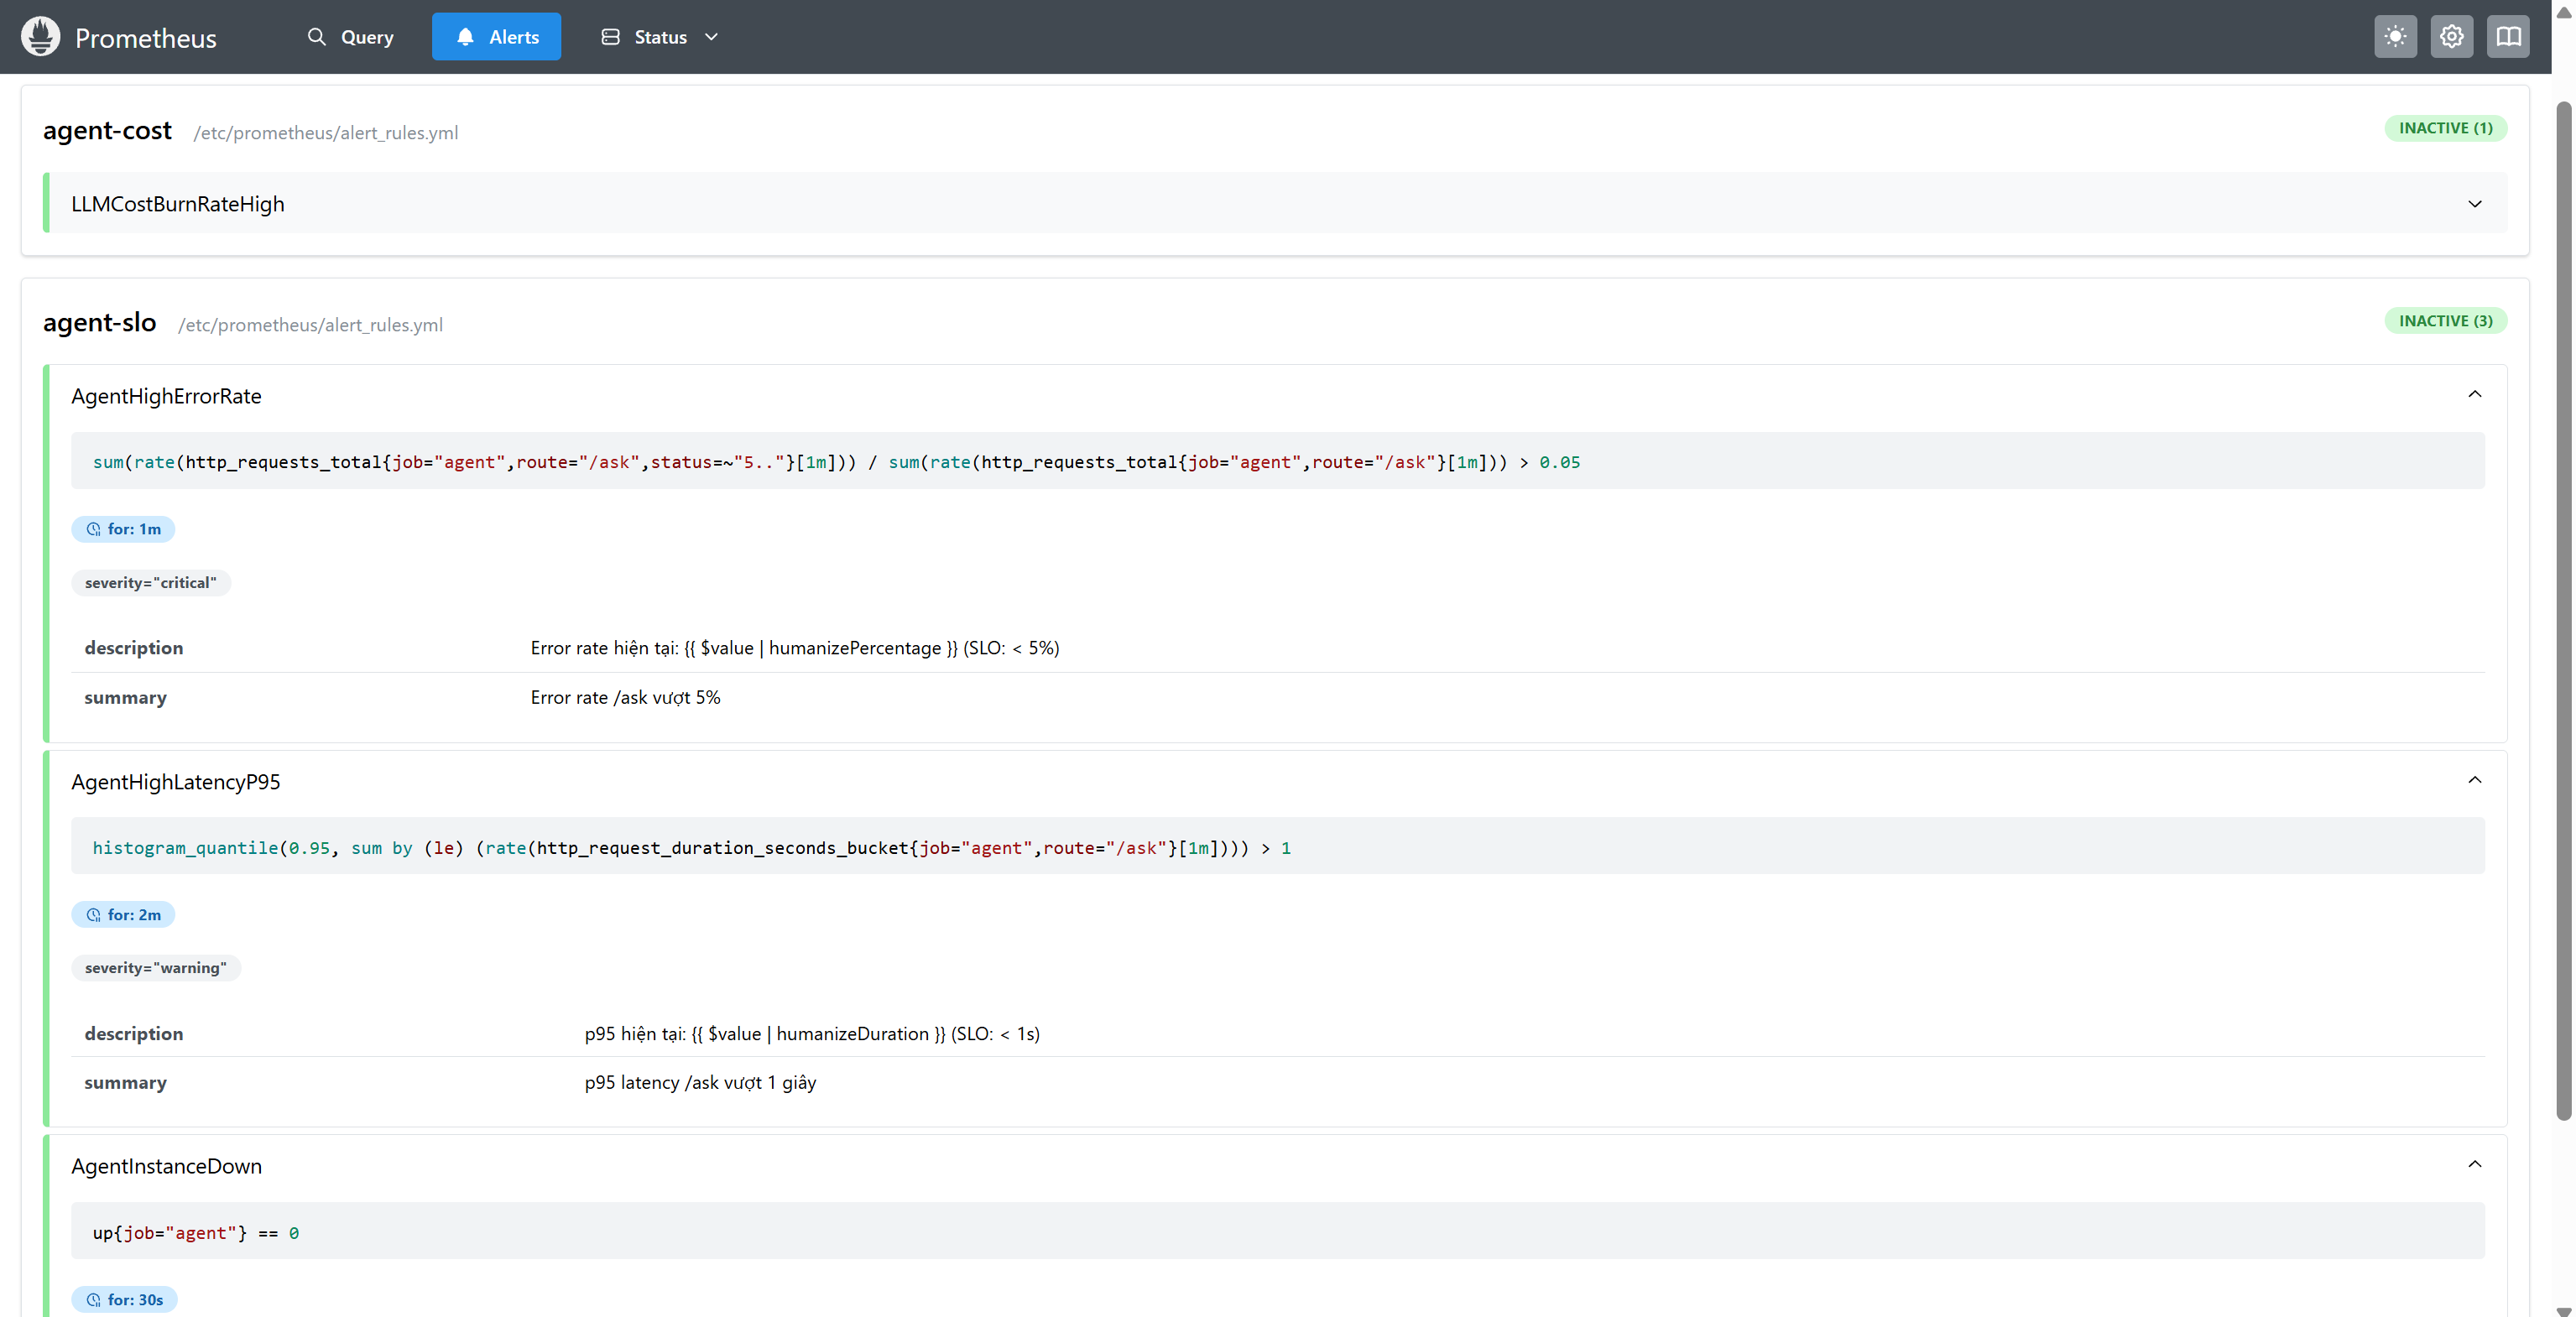 Prometheus Query Alerts Status
agent-cost /etc/prometheus/alert_rules.yml INACTIVE (1)
LLMCostBurnRateHigh
agent-slo /etc/prometheus/alert_rules.yml INACTIVE (3)
AgentHighErrorRate
sum(rate(http_requests_total{job="agent",route="/ask",status=~"5.."}[1m])) / sum(rate(http_requests_total{job="agent",route="/ask"}[1m])) > 0.05
for: 1m
severity="critical"
description Error rate hiện tại: {{ $value | humanizePercentage }} (SLO: < 5%)
summary Error rate /ask vượt 5%
AgentHighLatencyP95
histogram_quantile(0.95, sum by (le) (rate(http_request_duration_seconds_bucket{job="agent",route="/ask"}[1m]))) > 1
for: 2m
severity="warning"
description p95 hiện tại: {{ $value | humanizeDuration }} (SLO: < 1s)
summary p95 latency /ask vượt 1 giây
AgentInstanceDown
up{job="agent"} == 0
for: 30s